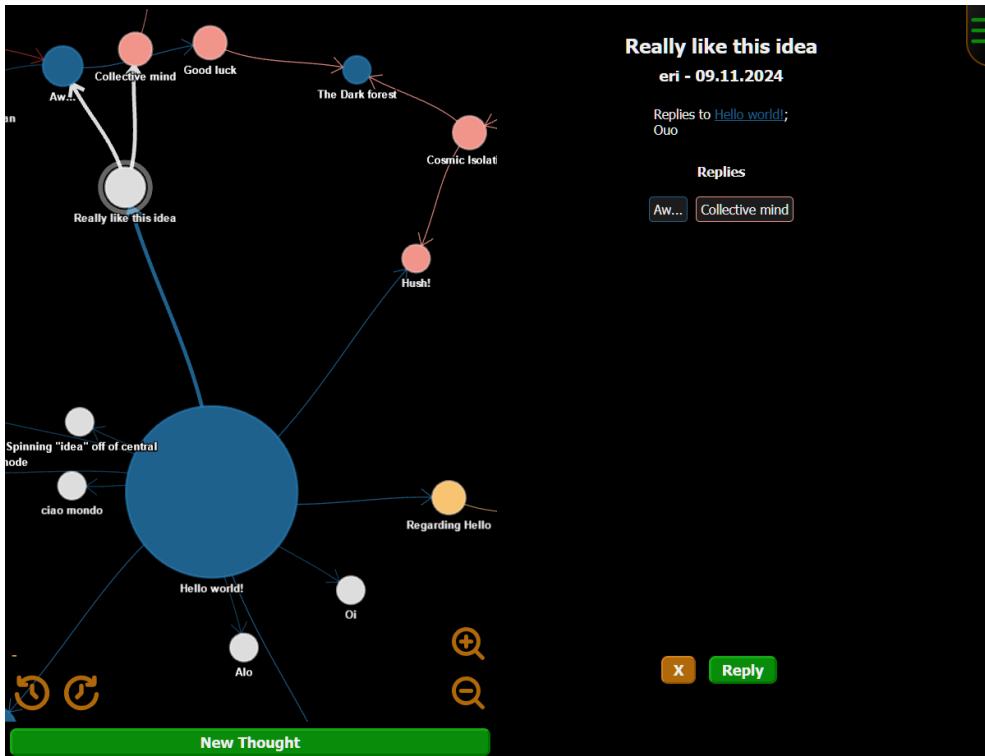 Collective mind
Good luck
Aw...
The Dark forest
an
Cosmic Isolati
Really like this idea
Hush!
Spinning "idea" off of central
node
ciao mondo
Regarding Hello
Hello world!
Oi
Alo
New Thought
Really like this idea
eri - 09.11.2024
Replies to Hello world!;
Ouo
Replies
Aw...
Collective mind
X
Reply